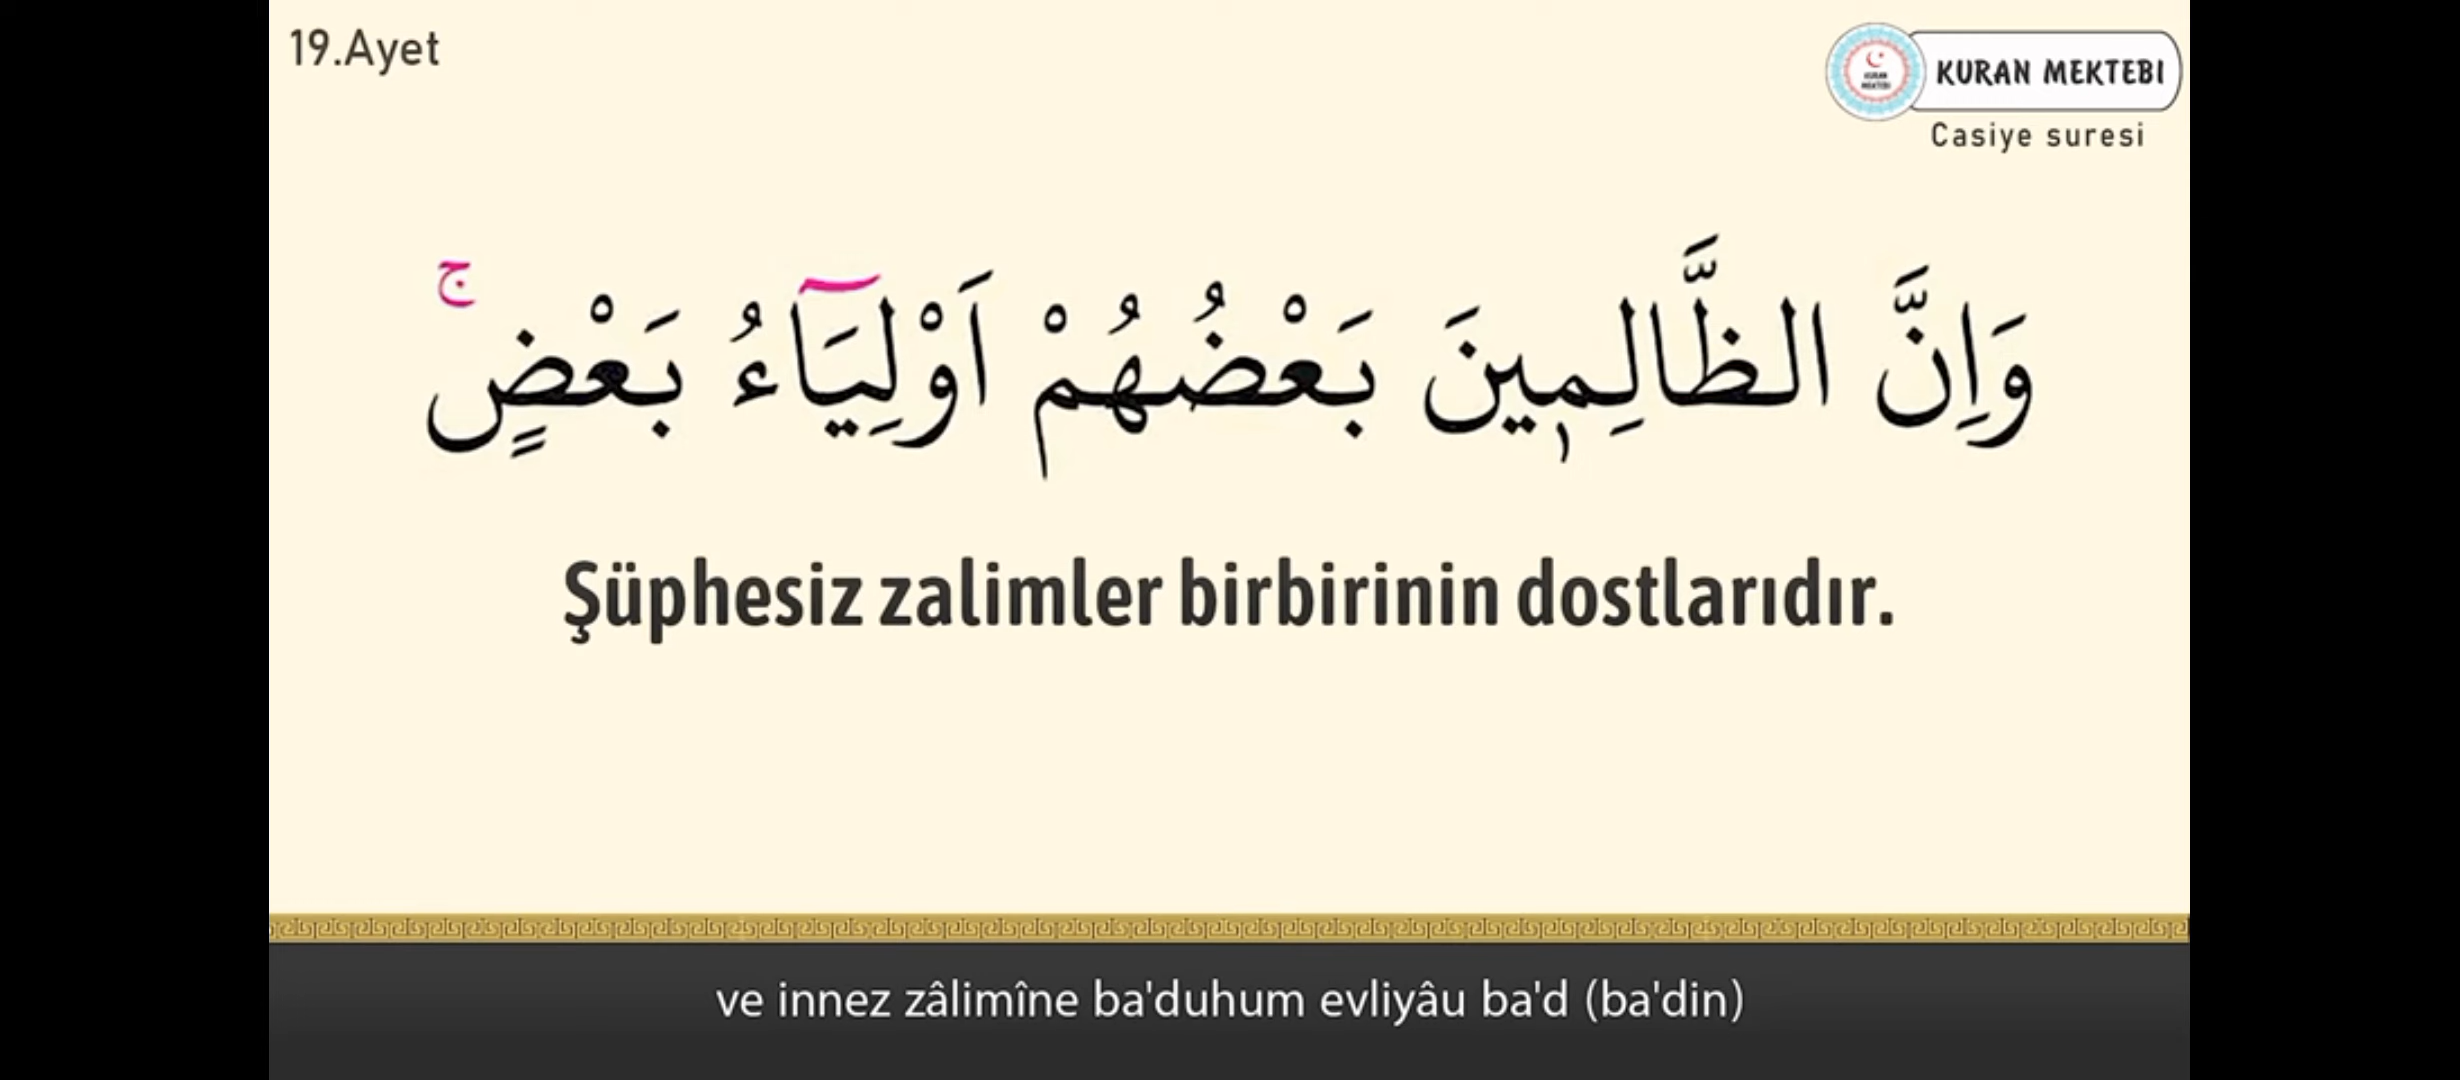 19.Ayet
KURAN MEKTEBI
Casiye suresi
وَاِنَّ الظَّالِم۪ينَ بَعْضُهُمْ اَوْلِيَٓاءُ بَعْضٍۚ
Şüphesiz zalimler birbirinin dostlarıdır.
ve innez zâlimîne ba'duhum evliyâu ba'd (ba'din)